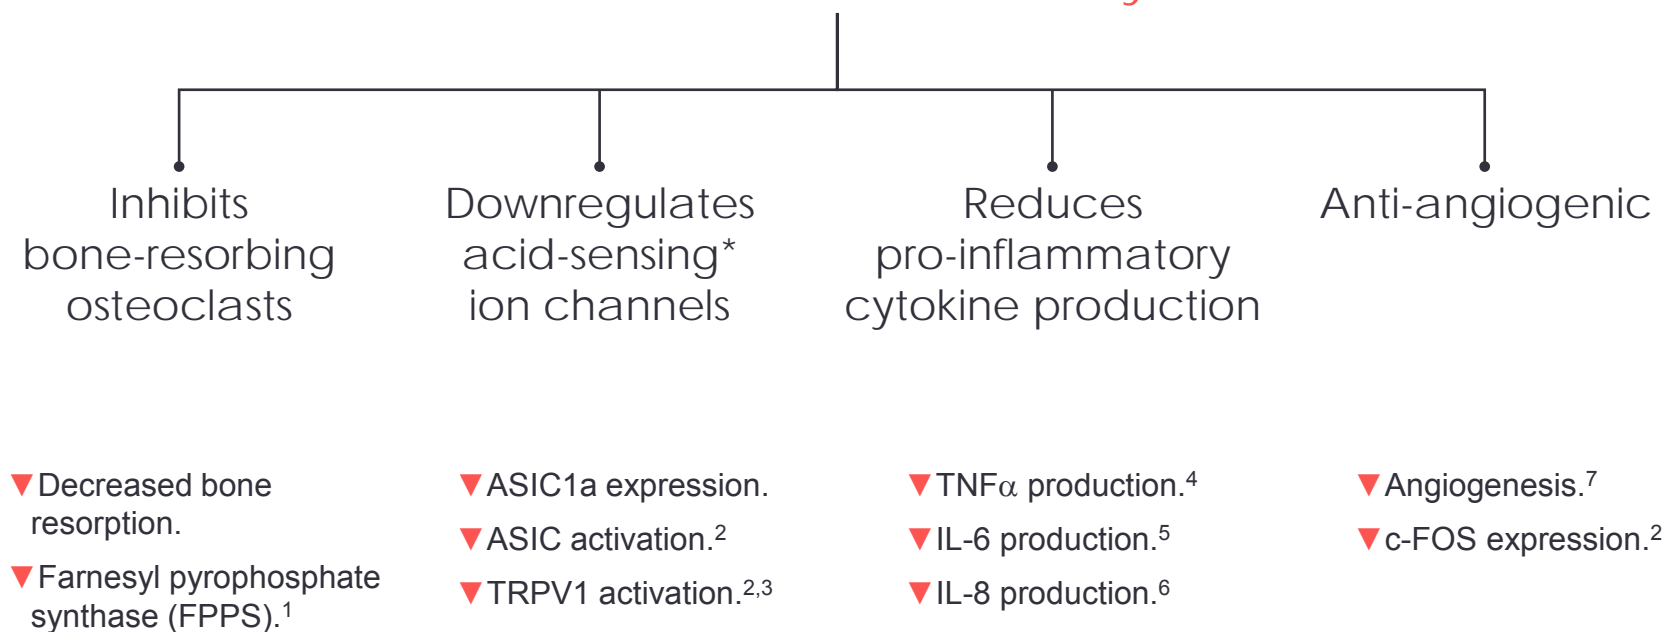 Inhibits
bone-resorbing
osteoclasts
Downregulates
acid-sensing*
ion channels
Reduces
pro-inflammatory
cytokine production
Anti-angiogenic
▼Decreased bone
resorption.
▼Farnesyl pyrophosphate
synthase (FPPS).¹
▼ASIC1a expression.
▼ASIC activation.²
▼TRPV1 activation.²,³
▼TNFα production.⁴
▼IL-6 production.⁵
▼IL-8 production.⁶
▼Angiogenesis.⁷
▼c-FOS expression.²